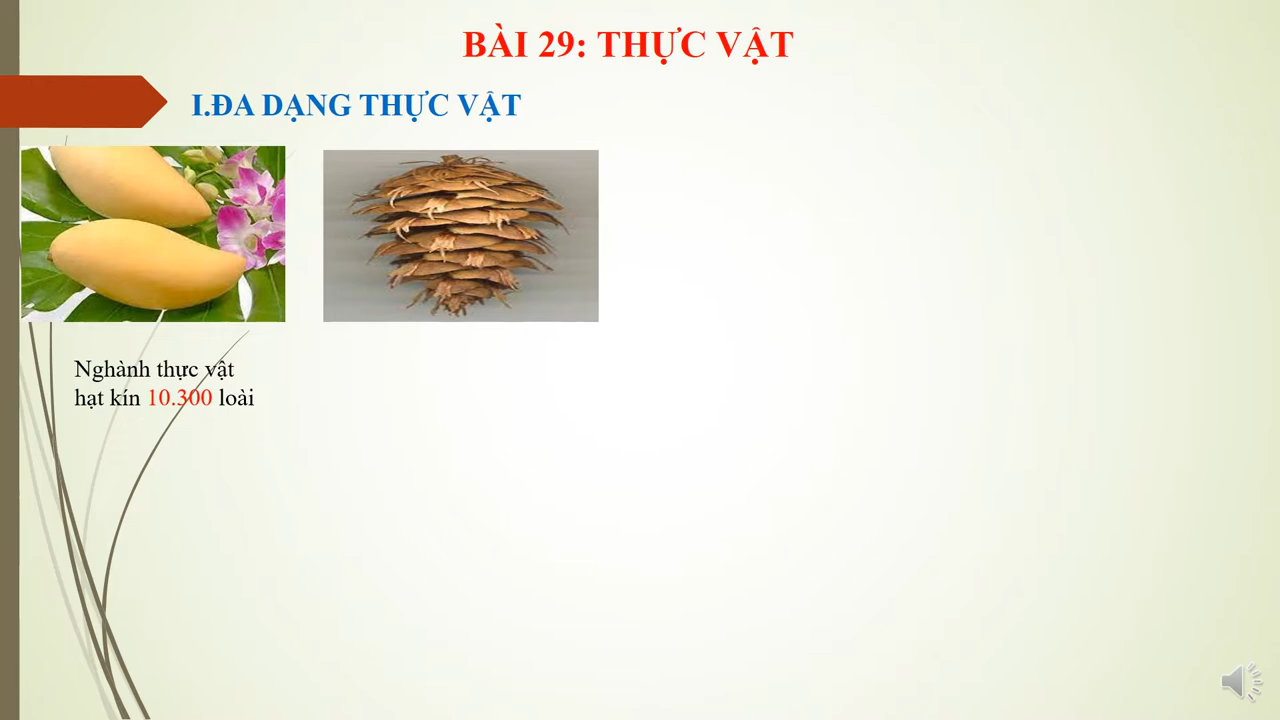 BÀI 29: THỰC VẬT
I.ĐA DẠNG THỰC VẬT
Nghành thực vật
hạt kín 10.300 loài